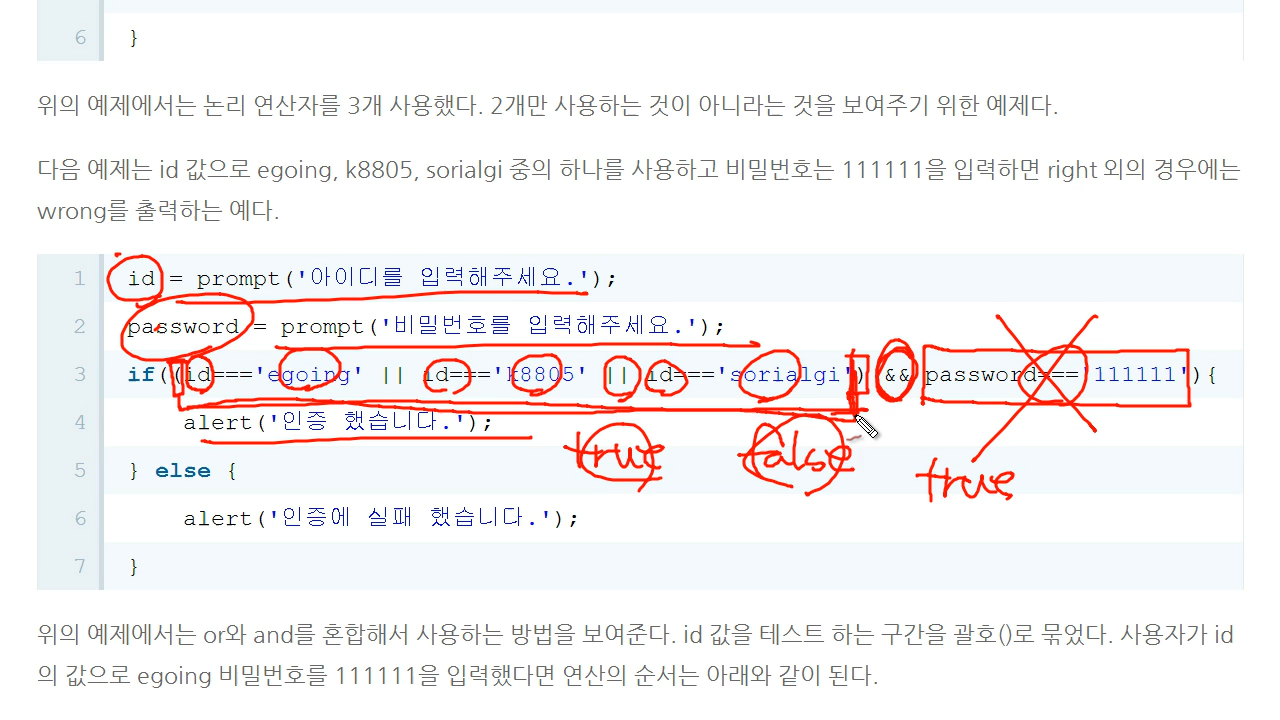 6 }
위의 예제에서는 논리 연산자를 3개 사용했다. 2개만 사용하는 것이 아니라는 것을 보여주기 위한 예제다.
다음 예제는 id 값으로 egoing, k8805, sorialgi 중의 하나를 사용하고 비밀번호는 111111을 입력하면 right 외의 경우에는
wrong를 출력하는 예다.
1 id = prompt('아이디를 입력해주세요.');
2 password = prompt('비밀번호를 입력해주세요.');
3 if((id==='egoing' || id==='k8805' || id==='sorialgi') && password==='111111'){
4 alert('인증 했습니다.');
true false true
5 } else {
6 alert('인증에 실패 했습니다.');
7 }
위의 예제에서는 or와 and를 혼합해서 사용하는 방법을 보여준다. id 값을 테스트 하는 구간을 괄호()로 묶었다. 사용자가 id
의 값으로 egoing 비밀번호를 111111을 입력했다면 연산의 순서는 아래와 같이 된다.